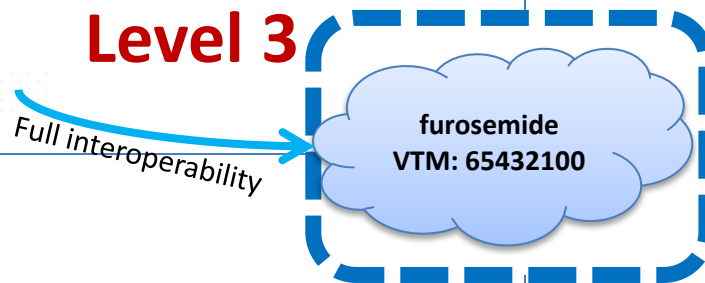 Level 3
Full interoperability
furosemide
VTM: 65432100